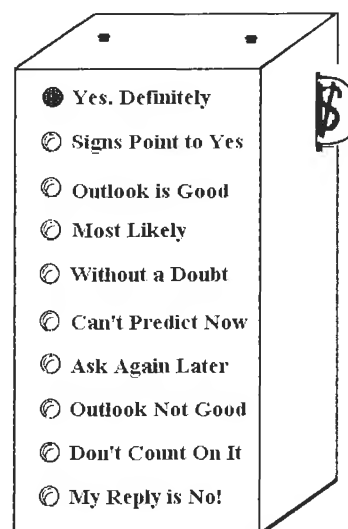 $
Yes. Definitely
Signs Point to Yes
Outlook is Good
Most Likely
Without a Doubt
Can't Predict Now
Ask Again Later
Outlook Not Good
Don't Count On It
My Reply is No!